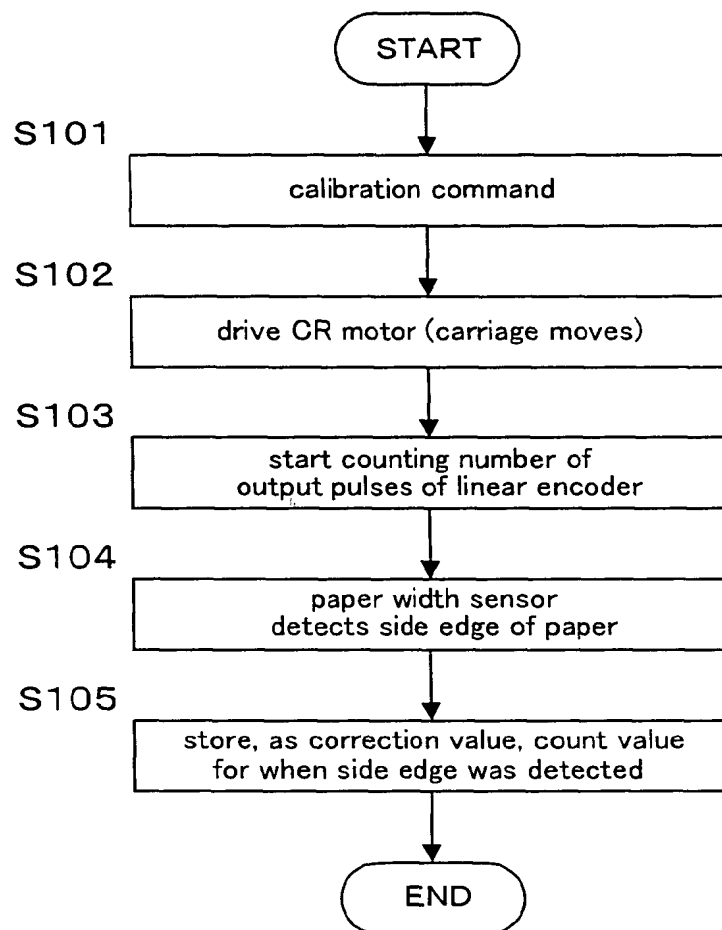 START
S101
calibration command
S102
drive CR motor (carriage moves)
S103
start counting number of
output pulses of linear encoder
S104
paper width sensor
detects side edge of paper
S105
store, as correction value, count value
for when side edge was detected
END